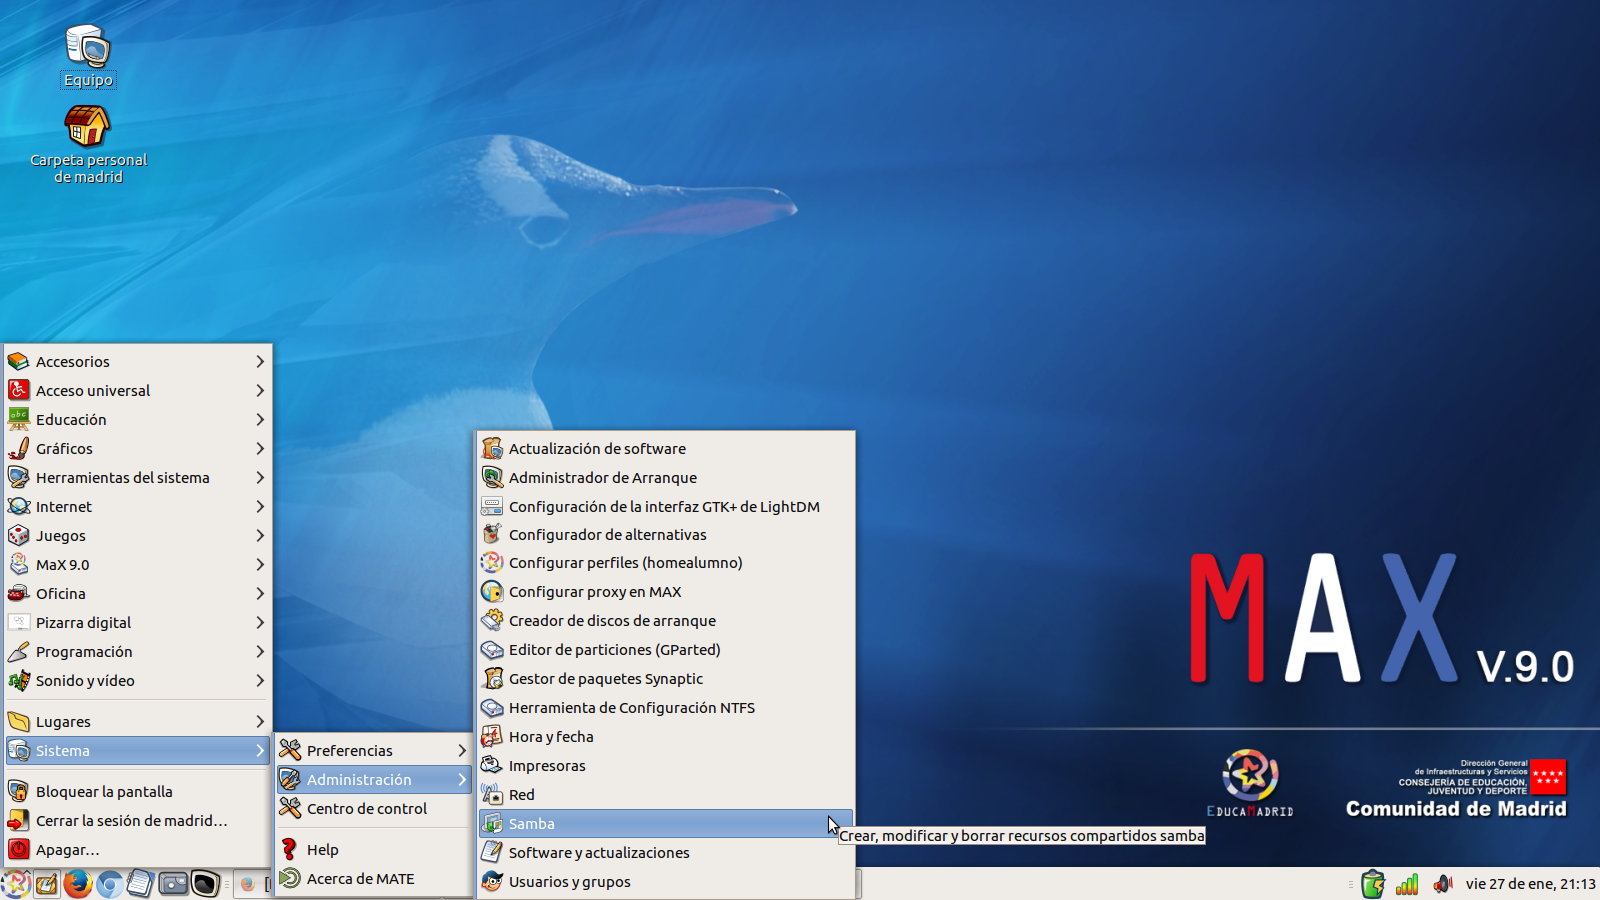 Equipo
Carpeta personal
de madrid
Accesorios
Acceso universal
Educación
Gráficos
Herramientas del sistema
Internet
Juegos
MaX 9.0
Oficina
Pizarra digital
Programación
Sonido y vídeo
Lugares
Sistema
Bloquear la pantalla
Cerrar la sesión de madrid...
Apagar...
Preferencias
Administración
Centro de control
Help
Acerca de MATE
Actualización de software
Administrador de Arranque
Configuración de la interfaz GTK+ de LightDM
Configurador de alternativas
Configurar perfiles (homealumno)
Configurar proxy en MAX
Creador de discos de arranque
Editor de particiones (GParted)
Gestor de paquetes Synaptic
Herramienta de Configuración NTFS
Hora y fecha
Impresoras
Red
Samba
Software y actualizaciones
Usuarios y grupos
Crear, modificar y borrar recursos compartidos samba
MAX V.9.0
EDUCAMADRID
Dirección General
de Infraestructuras y Servicios
CONSEJERÍA DE EDUCACIÓN,
JUVENTUD Y DEPORTE
Comunidad de Madrid
vie 27 de ene, 21:13